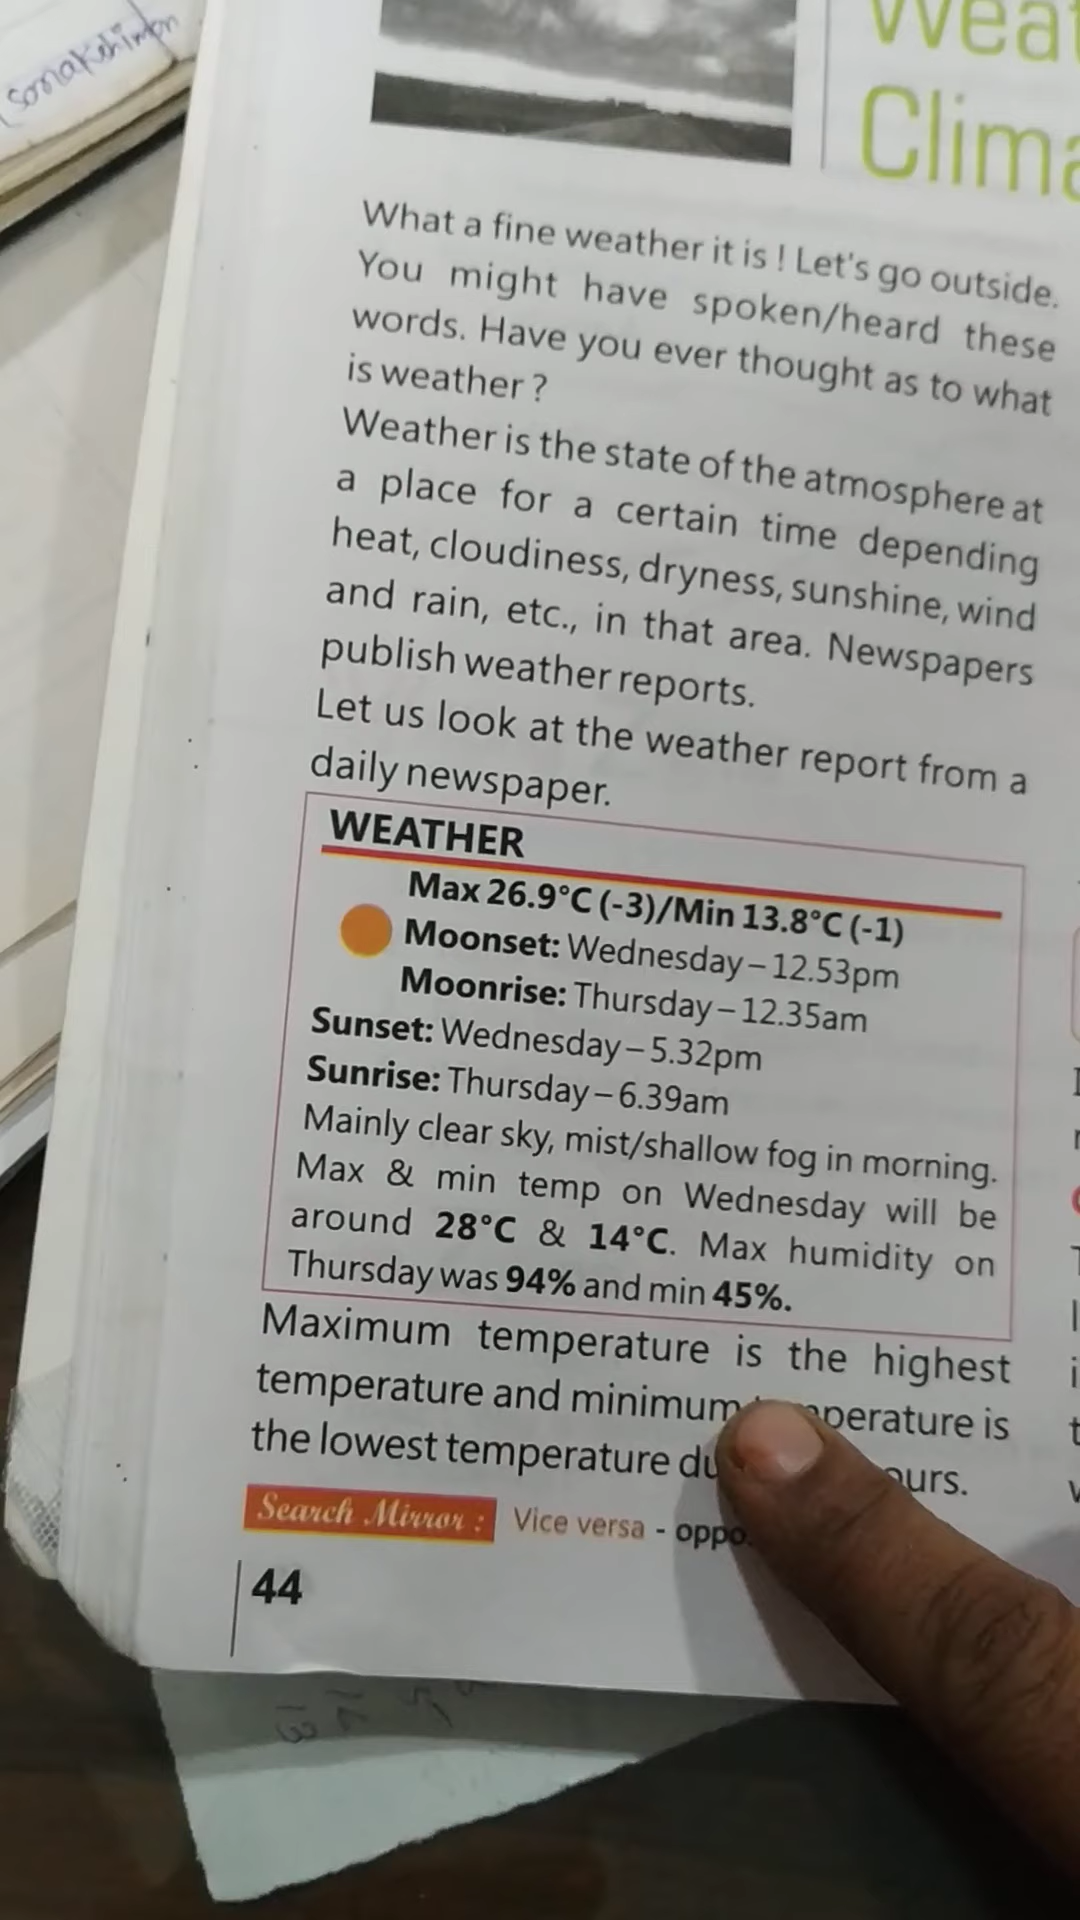 (sonakshi
Weat
Clima
What a fine weather it is ! Let's go outside.
You might have spoken/heard these
words. Have you ever thought as to what
is weather ?
Weather is the state of the atmosphere at
a place for a certain time depending
heat, cloudiness, dryness, sunshine, wind
and rain, etc., in that area. Newspapers
publish weather reports.
Let us look at the weather report from a
daily newspaper.
WEATHER
Max 26.9°C (-3)/Min 13.8°C (-1)
Moonset: Wednesday – 12.53pm
Moonrise: Thursday – 12.35am
Sunset: Wednesday – 5.32pm
Sunrise: Thursday – 6.39am
Mainly clear sky, mist/shallow fog in morning.
Max & min temp on Wednesday will be
around 28°C & 14°C. Max humidity on
Thursday was 94% and min 45%.
Maximum temperature is the highest
temperature and minimum perature is
the lowest temperature du ours.
Search Mirror : Vice versa - oppo
44